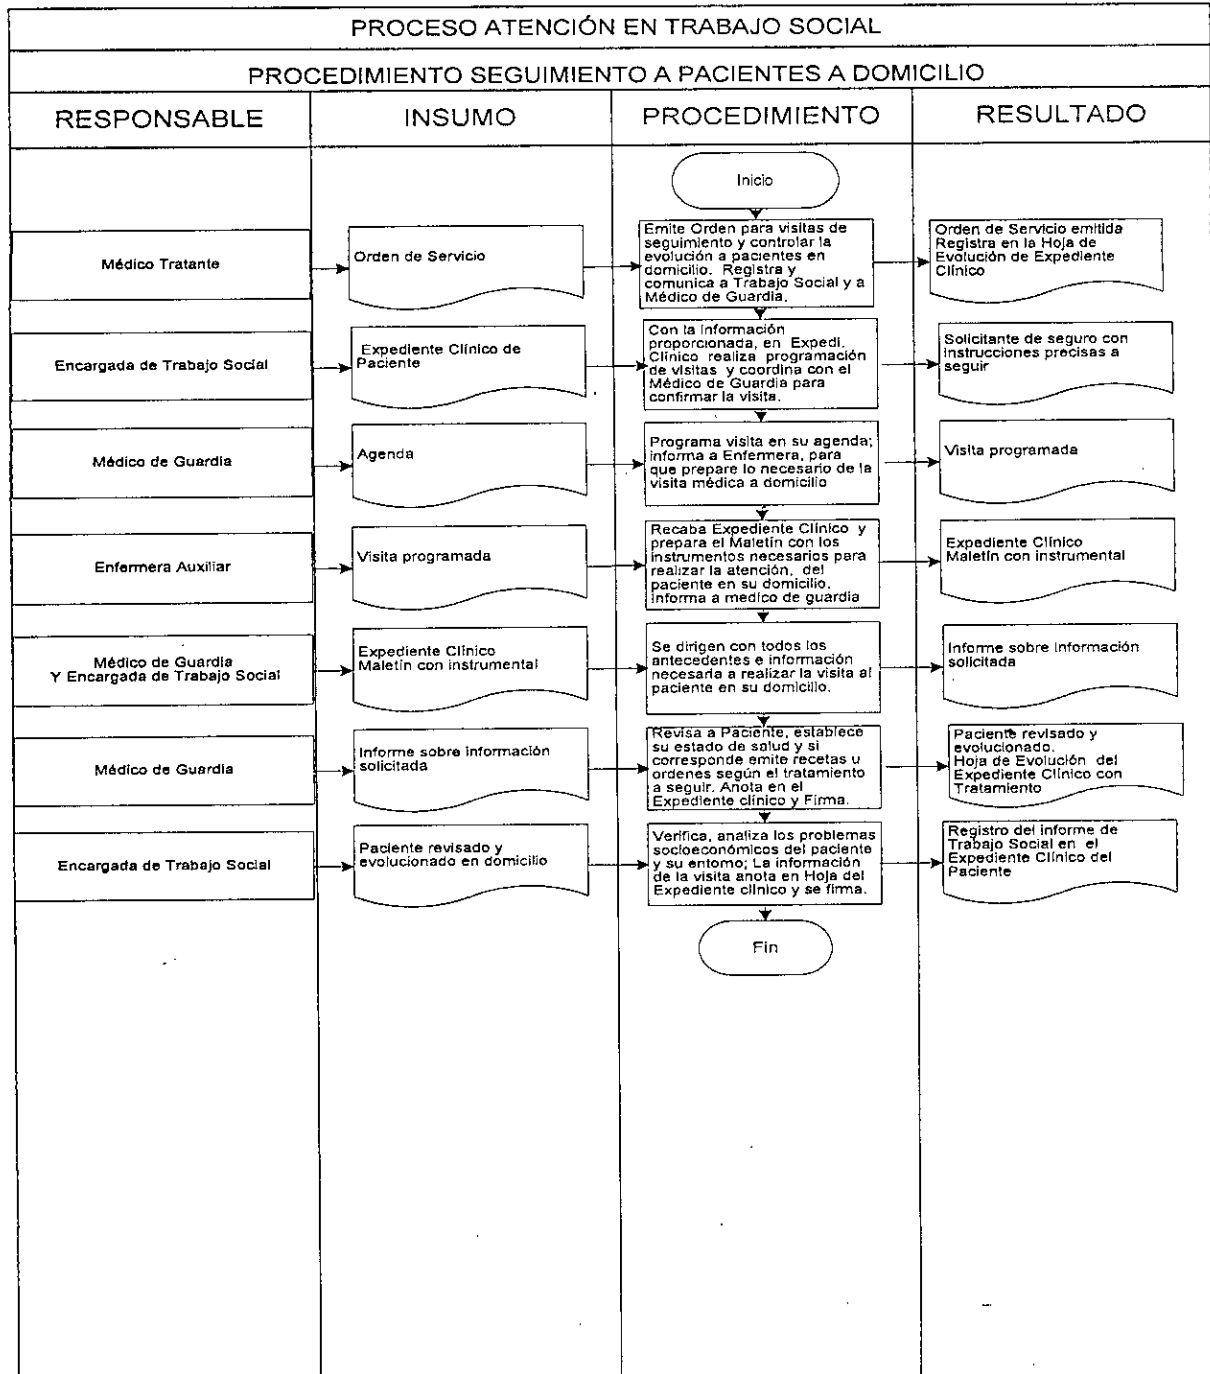 PROCESO ATENCIÓN EN TRABAJO SOCIAL
PROCEDIMIENTO SEGUIMIENTO A PACIENTES A DOMICILIO
RESPONSABLE
INSUMO
PROCEDIMIENTO
RESULTADO
Inicio
Médico Tratante
Orden de Servicio
Emite Orden para visitas de
seguimiento y controlar la
evolución a pacientes en
domicilio. Registra y
comunica a Trabajo Social y a
Médico de Guardia.
Orden de Servicio emitida
Registra en la Hoja de
Evolución de Expediente
Clínico
Encargada de Trabajo Social
Expediente Clínico de
Paciente
Con la información
proporcionada, en Expedi.
Clínico realiza programación
de visitas y coordina con el
Médico de Guardia para
confirmar la visita.
Solicitante de seguro con
instrucciones precisas a
seguir
Médico de Guardia
Agenda
Programa visita en su agenda;
informa a Enfermera, para
que prepare lo necesario de la
visita médica a domicilio
Visita programada
Enfermera Auxiliar
Visita programada
Recaba Expediente Clínico y
prepara el Maletín con los
instrumentos necesarios para
realizar la atención, del
paciente en su domicilio.
Informa a medico de guardia
Expediente Clínico
Maletín con instrumental
Médico de Guardia
Y Encargada de Trabajo Social
Expediente Clínico
Maletín con instrumental
Se dirigen con todos los
antecedentes e información
necesaria a realizar la visita al
paciente en su domicilio.
Informe sobre información
solicitada
Médico de Guardia
Informe sobre información
solicitada
Revisa a Paciente, establece
su estado de salud y si
corresponde emite recetas u
ordenes según el tratamiento
a seguir. Anota en el
Expediente clínico y Firma.
Paciente revisado y
evolucionado.
Hoja de Evolución del
Expediente Clínico con
Tratamiento
Encargada de Trabajo Social
Paciente revisado y
evolucionado en domicilio
Verifica, analiza los problemas
socioeconómicos del paciente
y su entorno; La información
de la visita anota en Hoja del
Expediente clínico y se firma.
Registro del informe de
Trabajo Social en el
Expediente Clínico del
Paciente
Fin